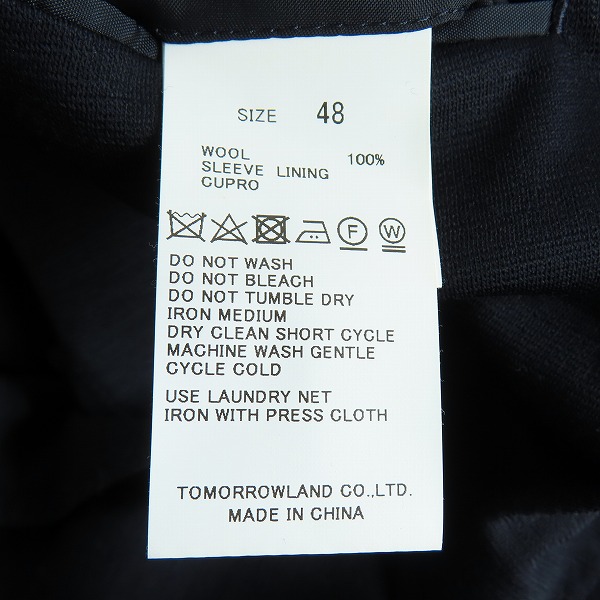 SIZE 48
WOOL 100%
SLEEVE LINING
CUPRO
F W
DO NOT WASH
DO NOT BLEACH
DO NOT TUMBLE DRY
IRON MEDIUM
DRY CLEAN SHORT CYCLE
MACHINE WASH GENTLE
CYCLE COLD
USE LAUNDRY NET
IRON WITH PRESS CLOTH
TOMORROWLAND CO.,LTD.
MADE IN CHINA